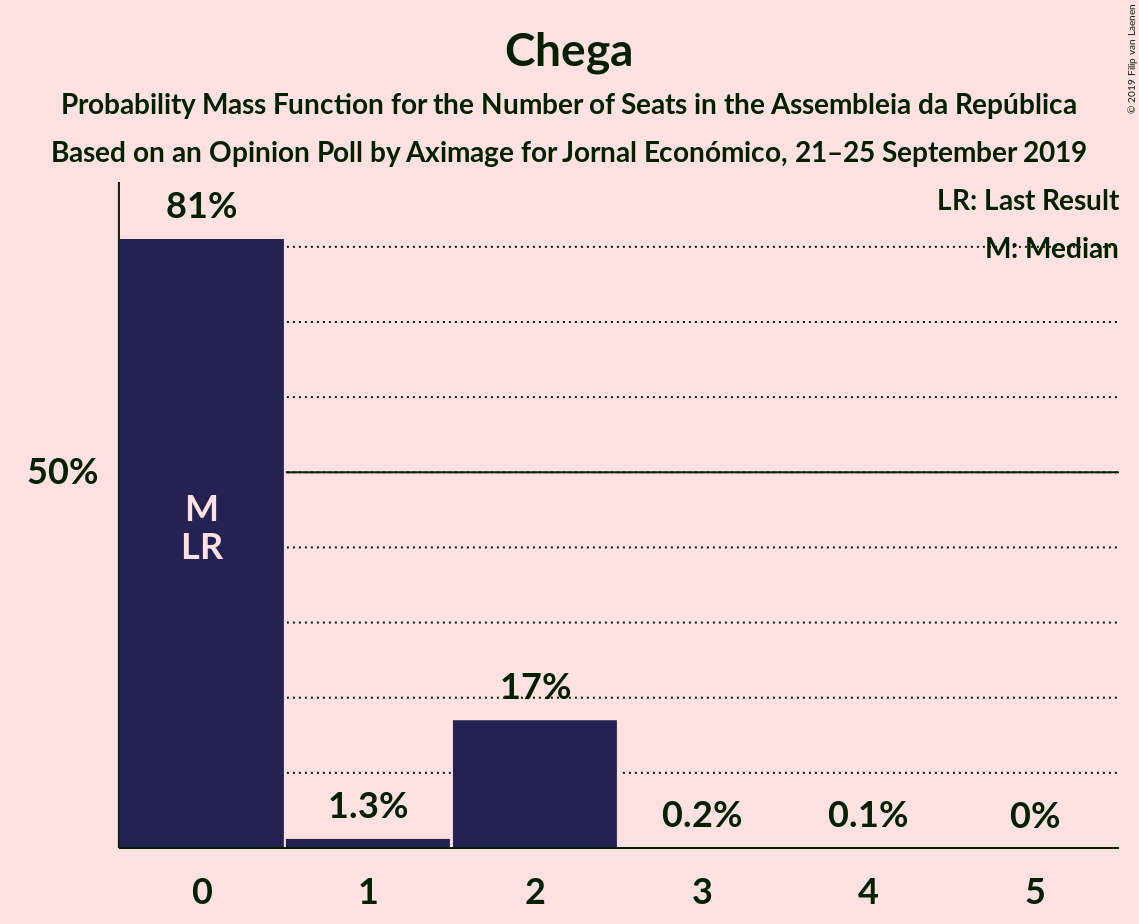 Chega
Probability Mass Function for the Number of Seats in the Assembleia da República
Based on an Opinion Poll by Aximage for Jornal Económico, 21–25 September 2019
© 2019 Filip van Laenen
LR: Last Result
M: Median
81%
50%
M
LR
17%
1.3%
0.2%
0.1%
0%
0
1
2
3
4
5